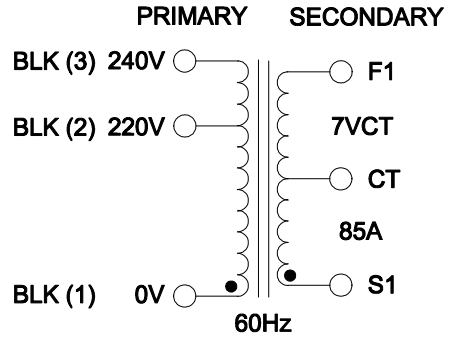 PRIMARY SECONDARY
BLK (3) 240V F1
BLK (2) 220V 7VCT
CT
85A
BLK (1) 0V S1
60Hz